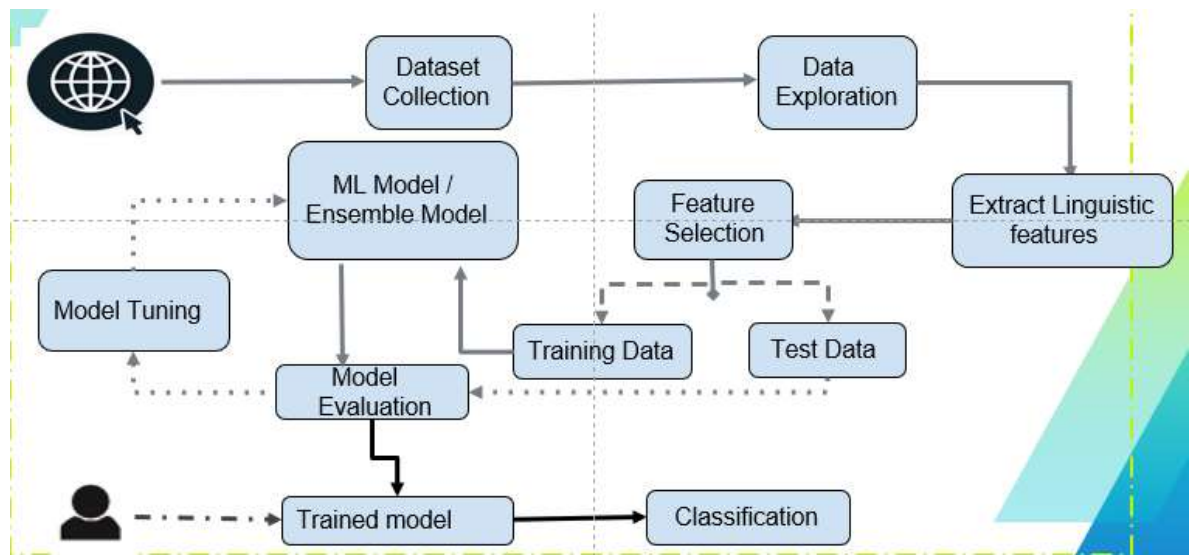 Dataset
Collection
Data
Exploration
ML Model /
Ensemble Model
Feature
Selection
Extract Linguistic
features
Model Tuning
Training Data
Test Data
Model
Evaluation
Trained model
Classification